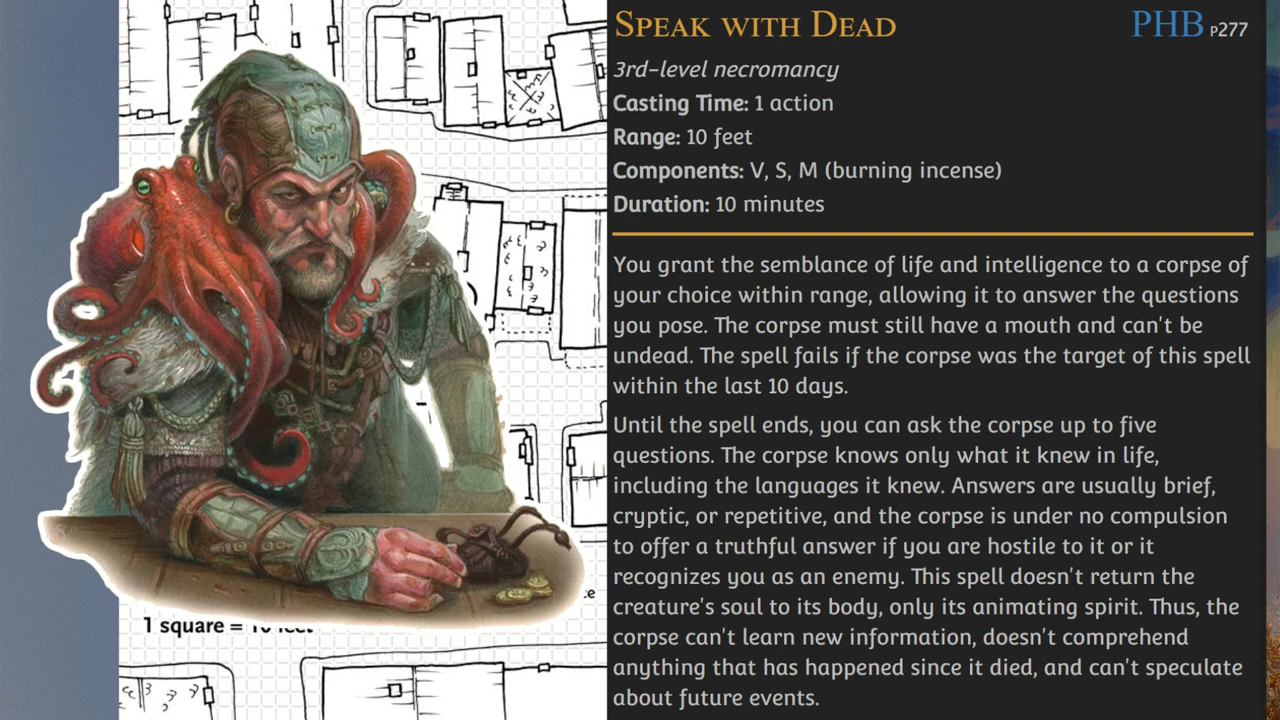 SPEAK WITH DEAD
PHB P277
3rd-level necromancy
Casting Time: 1 action
Range: 10 feet
Components: V, S, M (burning incense)
Duration: 10 minutes
You grant the semblance of life and intelligence to a corpse of
your choice within range, allowing it to answer the questions
you pose. The corpse must still have a mouth and can't be
undead. The spell fails if the corpse was the target of this spell
within the last 10 days.
Until the spell ends, you can ask the corpse up to five
questions. The corpse knows only what it knew in life,
including the languages it knew. Answers are usually brief,
cryptic, or repetitive, and the corpse is under no compulsion
to offer a truthful answer if you are hostile to it or it
recognizes you as an enemy. This spell doesn't return the
creature's soul to its body, only its animating spirit. Thus, the
corpse can't learn new information, doesn't comprehend
anything that has happened since it died, and can't speculate
about future events.
1 square =